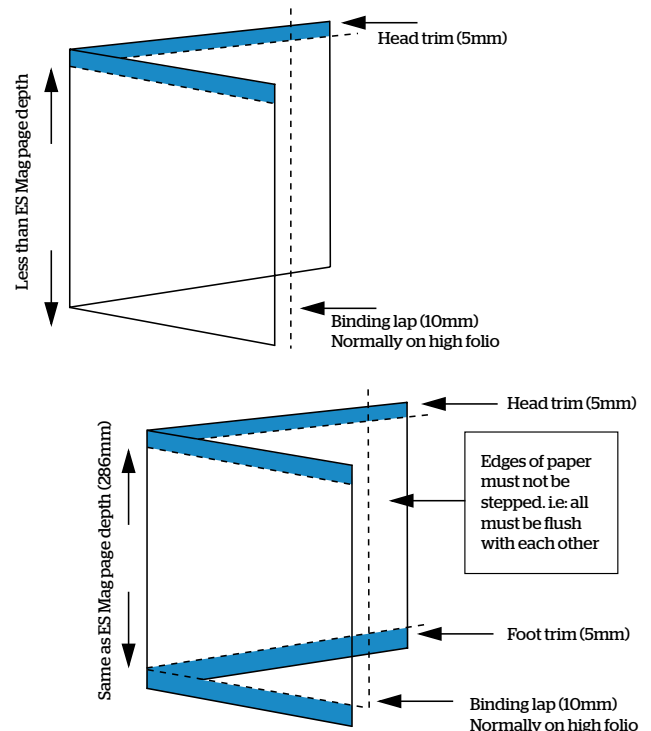 Head trim (5mm)
Less than ES Mag page depth
Binding lap (10mm)
Normally on high folio
Head trim (5mm)
Same as ES Mag page depth (286mm)
Edges of paper
must not be
stepped. i.e: all
must be flush
with each other
Foot trim (5mm)
Binding lap (10mm)
Normally on high folio